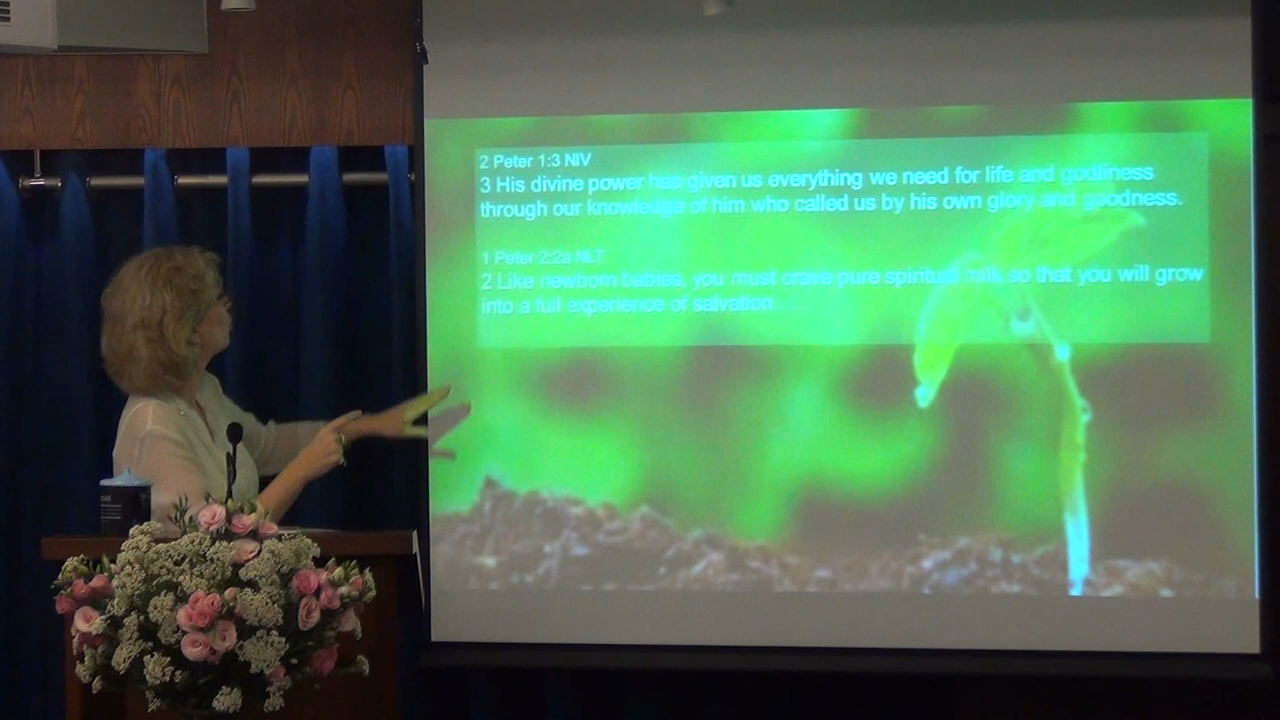 2 Peter 1:3 NIV
3 His divine power has given us everything we need for life and godliness
through our knowledge of him who called us by his own glory and goodness.
1 Peter 2:2a NLT
2 Like newborn babies, you must crave pure spiritual milk so that you will grow
into a full experience of salvation . . .